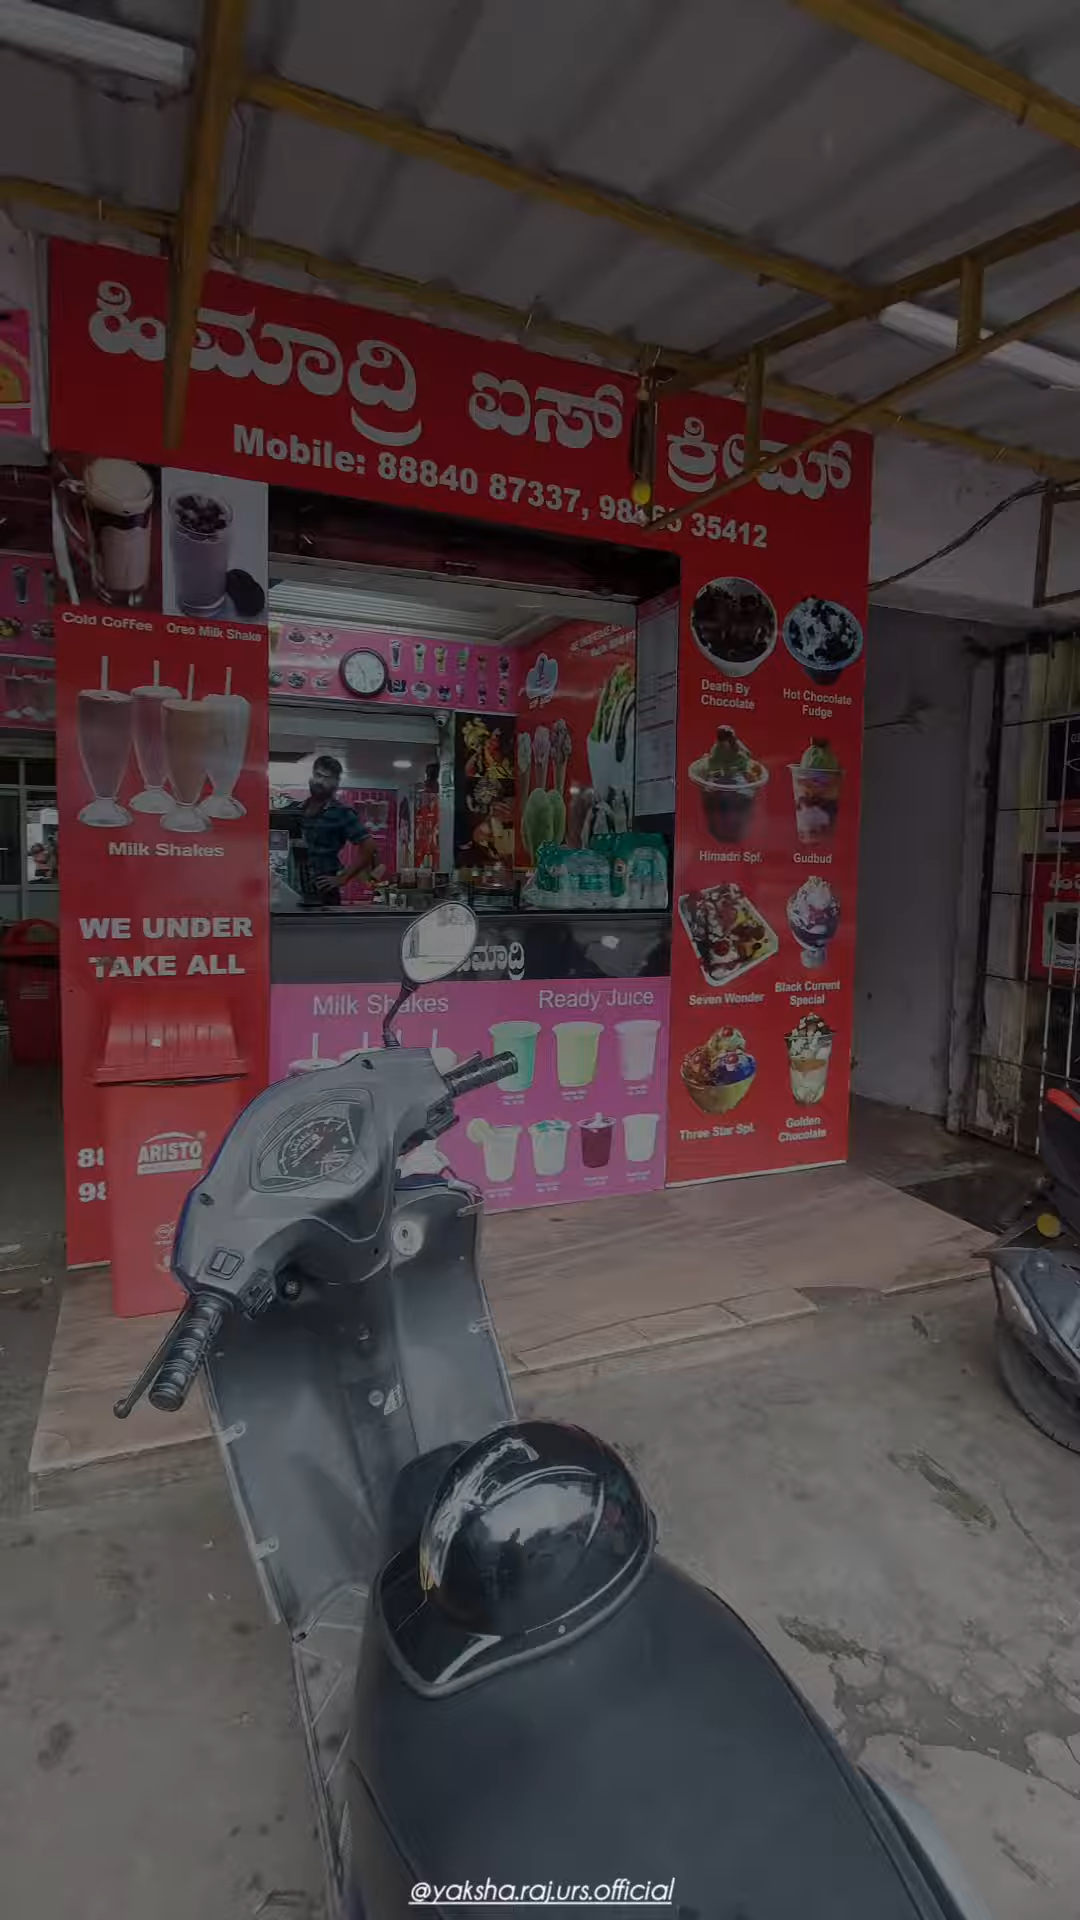 ಹಿಮಾದ್ರಿ ಐಸ್ ಕ್ರೀಮ್
Mobile: 88840 87337, 98 35412
Cold Coffee
Oreo Milk Shake
Milk Shakes
WE UNDER
TAKE ALL
Death By
Chocolate
Hot Chocolate
Fudge
Himadri Spl.
Gudbud
Seven Wonder
Black Current
Special
Three Star Spl.
Golden
Chocolate
Milk Shakes
Ready Juice
ARISTO
@yaksha.raj.urs.official